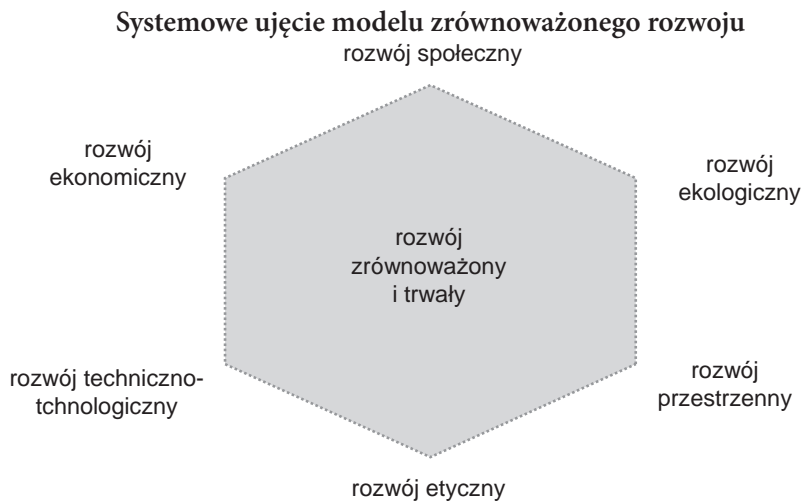 Systemowe ujęcie modelu zrównoważonego rozwoju
rozwój społeczny
rozwój
ekonomiczny
rozwój
ekologiczny
rozwój
zrównoważony
i trwały
rozwój techniczno-
tchnologiczny
rozwój
przestrzenny
rozwój etyczny